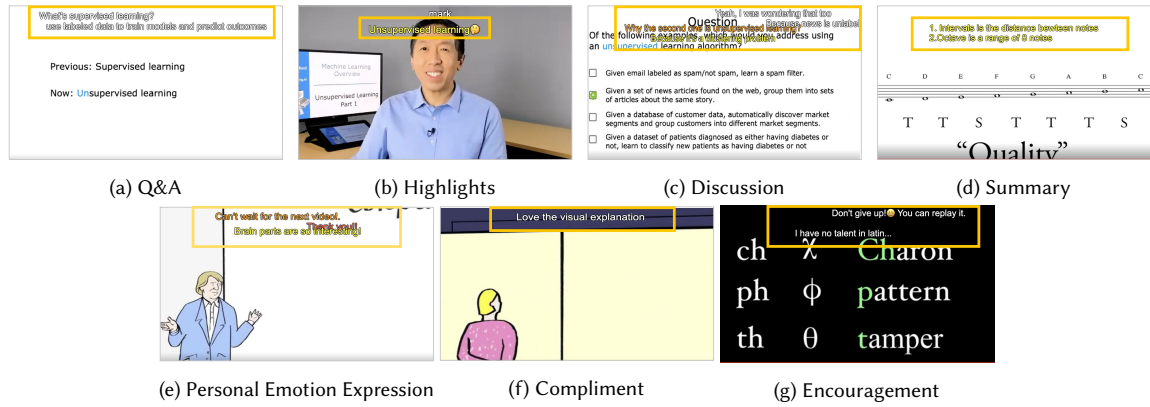 What's supervised learning?
use labeled data to train models and predict outcomes
Previous: Supervised learning
Now: Unsupervised learning
(a) Q&A
mark
Unsupervised learning
Machine Learning
Overview
Unsupervised Learning
Part 1
(b) Highlights
Yeah, I was wondering that too
Question
Because news is unlabel
Why the second one is unsupervised learning?
Because it's a clustering problem
Of the following examples, which would you address using
an unsupervised learning algorithm?
Given email labeled as spam/not spam, learn a spam filter.
Given a set of news articles found on the web, group them into sets
of articles about the same story.
Given a database of customer data, automatically discover market
segments and group customers into different market segments.
Given a dataset of patients diagnosed as either having diabetes or
not, learn to classify new patients as having diabetes or not
(c) Discussion
1. Intervals is the distance bewteen notes
2.Octave is a range of 8 notes
C D E F G A B C
T T S T T T S
“Quality”
(d) Summary
Can't wait for the next video!.
Thank you!!
Brain parts are so interesting!
(e) Personal Emotion Expression
Love the visual explanation
(f) Compliment
Don't give up!😀 You can replay it.
I have no talent in latin...
ch χ Charon
ph ϕ pattern
th θ tamper
(g) Encouragement